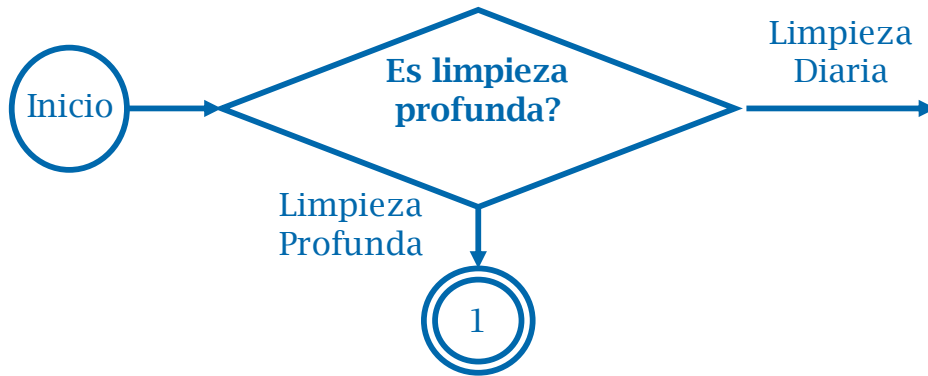 Inicio
Es limpieza
profunda?
Limpieza
Diaria
Limpieza
Profunda
1